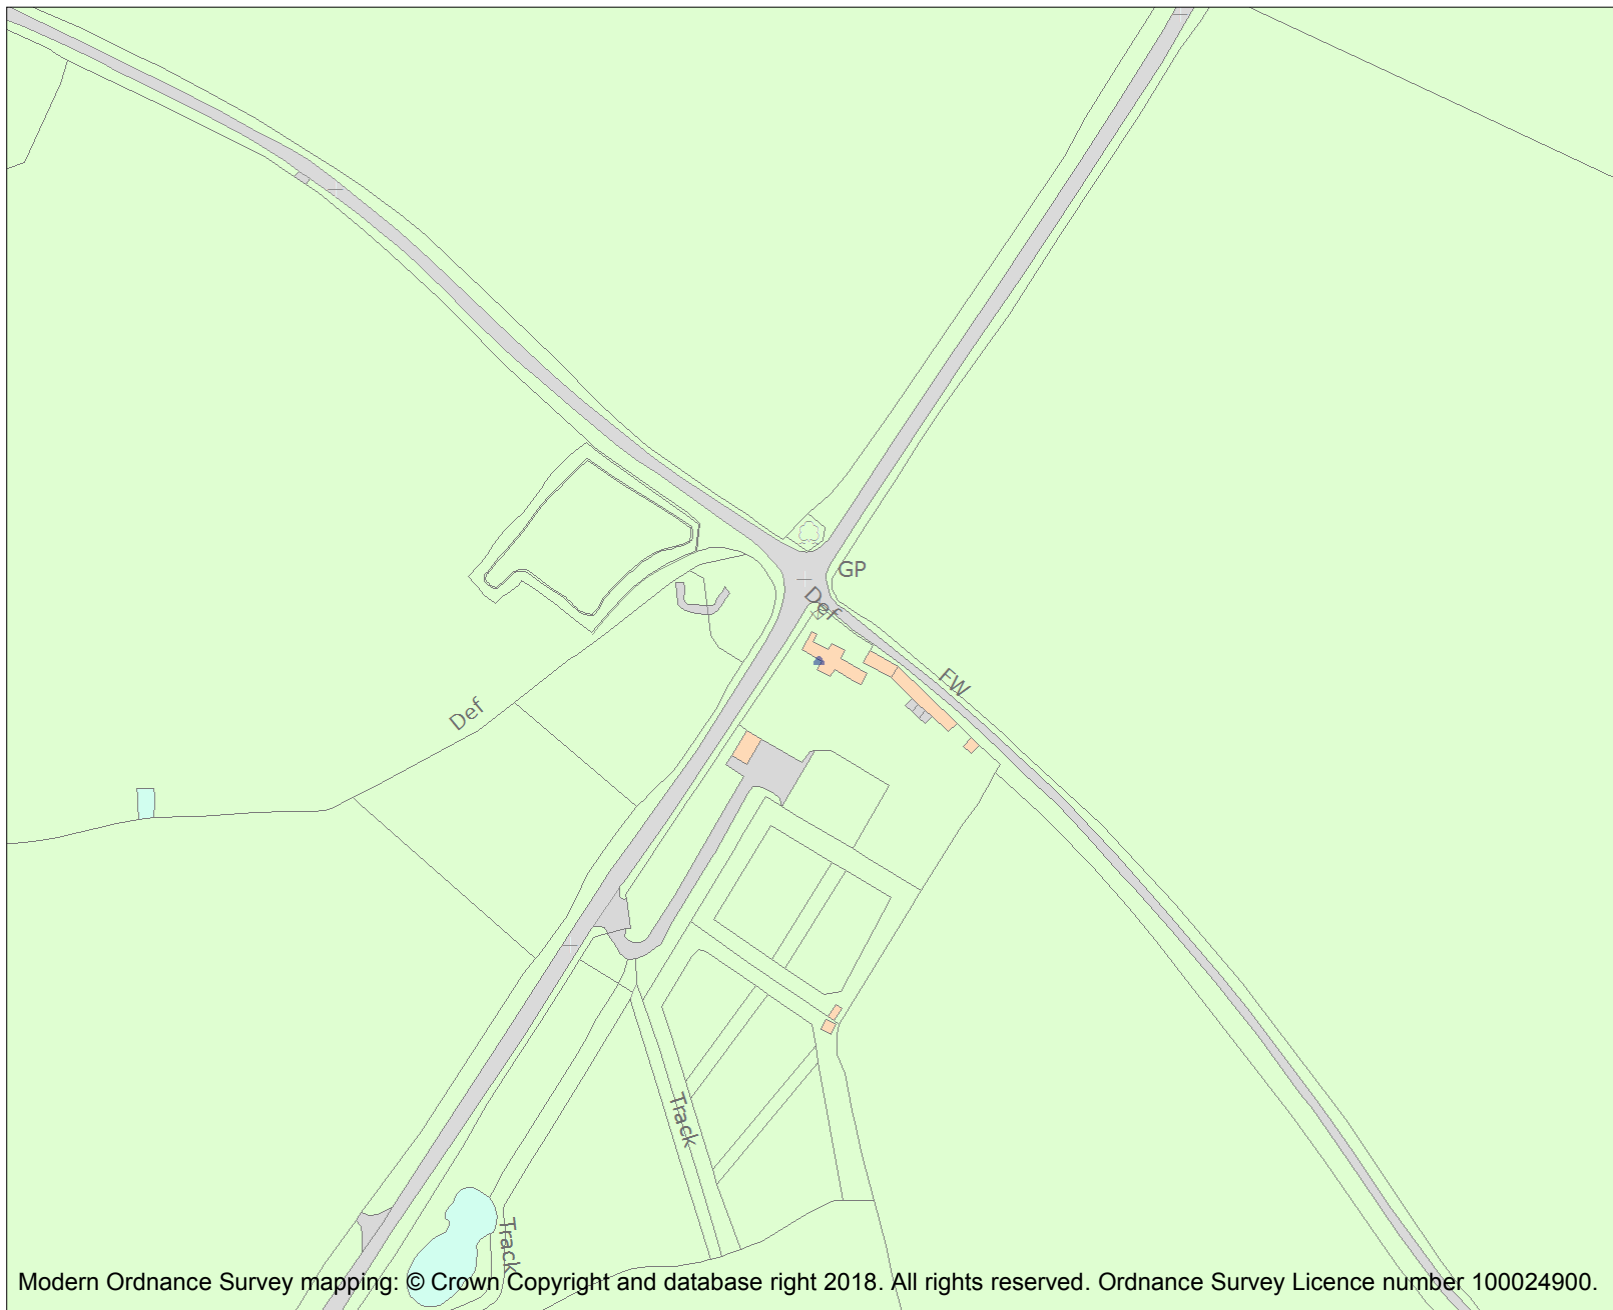 GP
Def
FW
Def
Track
Track
Modern Ordnance Survey mapping: © Crown Copyright and database right 2018. All rights reserved. Ordnance Survey Licence number 100024900.